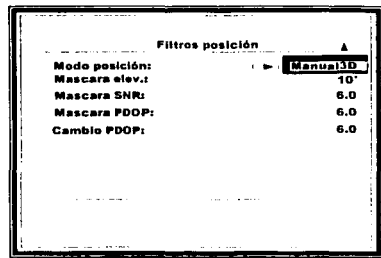 Filtros posición
Modo posición: Manual3D
Mascara elev.: 10°
Mascara SNR: 6.0
Mascara PDOP: 6.0
Cambio PDOP: 6.0